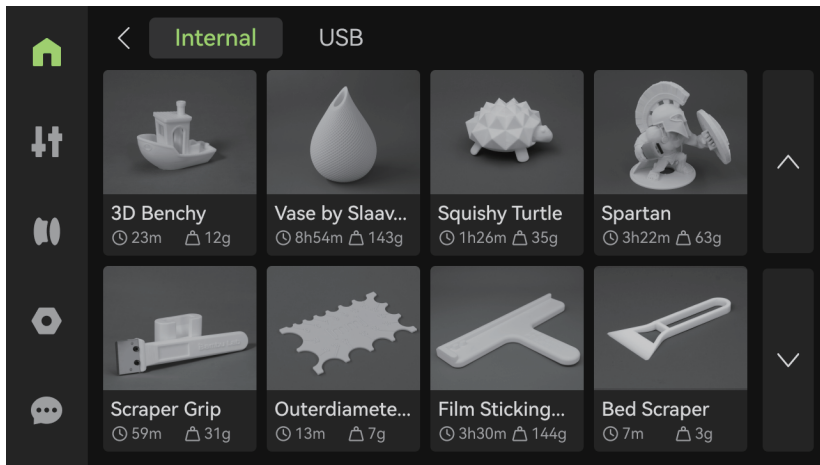 Internal USB
3D Benchy
23m 12g
Vase by Slaav...
8h54m 143g
Squishy Turtle
1h26m 35g
Spartan
3h22m 63g
Scraper Grip
59m 31g
Outerdiamete...
13m 7g
Film Sticking...
3h30m 144g
Bed Scraper
7m 3g